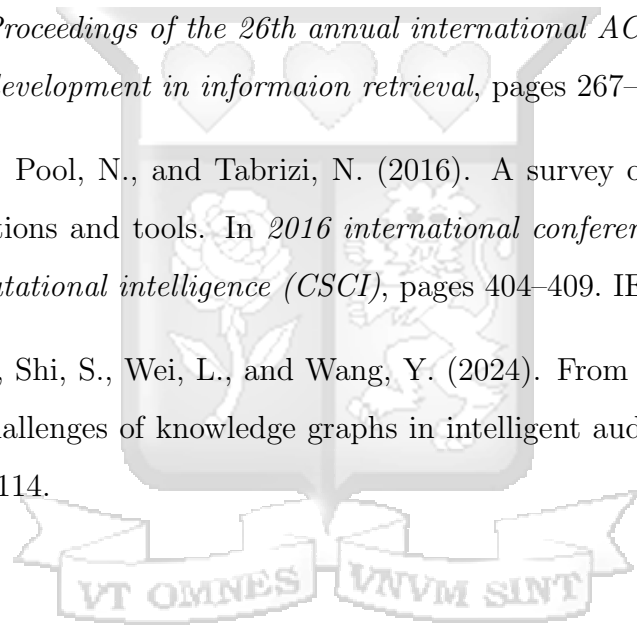 Proceedings of the 26th annual international AC
development in informaion retrieval, pages 267–
Pool, N., and Tabrizi, N. (2016). A survey o
tions and tools. In 2016 international conferen
utational intelligence (CSCI), pages 404–409. IE
, Shi, S., Wei, L., and Wang, Y. (2024). From
hallenges of knowledge graphs in intelligent aud
114.
VT OMNES VNVM SINT